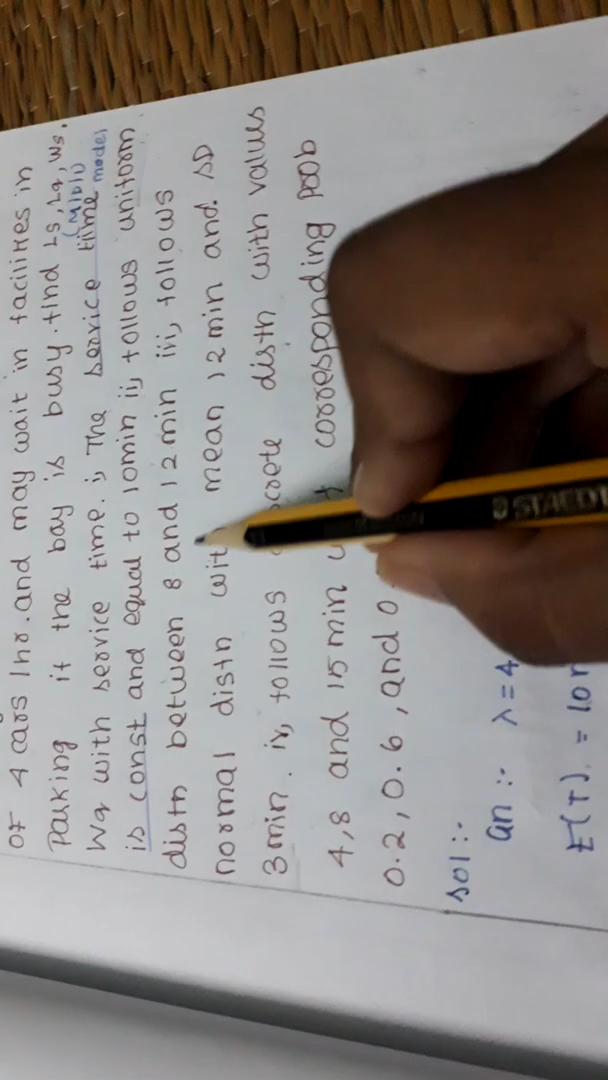 of 4 cars /hr. and may wait in facilities in
parking if the bay is busy. find Ls, Lq, Ws,
(M/D/1)
Wq with service time. i, The service time model
is const and equal to 10min ii, follows uniform
distn between 8 and 12 min iii, follows
normal distn wit mean 12 min and SD
3 min. iv, follows crete distn with values
4, 8 and 15 min corresponding prob
0.2, 0.6, and 0
Sol:-
Gn :- λ = 4
E(T) = 10
STAEDT